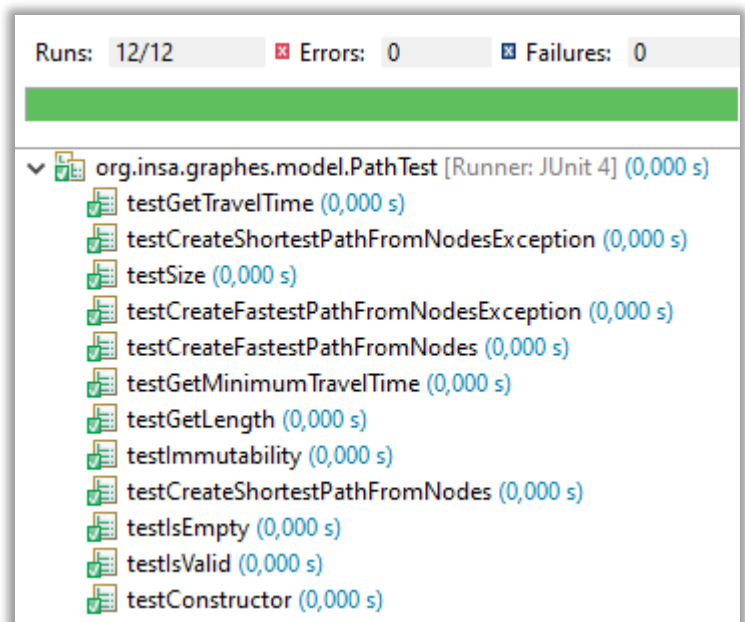 Runs: 12/12 Errors: 0 Failures: 0
org.insa.graphes.model.PathTest [Runner: JUnit 4] (0,000 s)
testGetTravelTime (0,000 s)
testCreateShortestPathFromNodesException (0,000 s)
testSize (0,000 s)
testCreateFastestPathFromNodesException (0,000 s)
testCreateFastestPathFromNodes (0,000 s)
testGetMinimumTravelTime (0,000 s)
testGetLength (0,000 s)
testImmutability (0,000 s)
testCreateShortestPathFromNodes (0,000 s)
testIsEmpty (0,000 s)
testIsValid (0,000 s)
testConstructor (0,000 s)